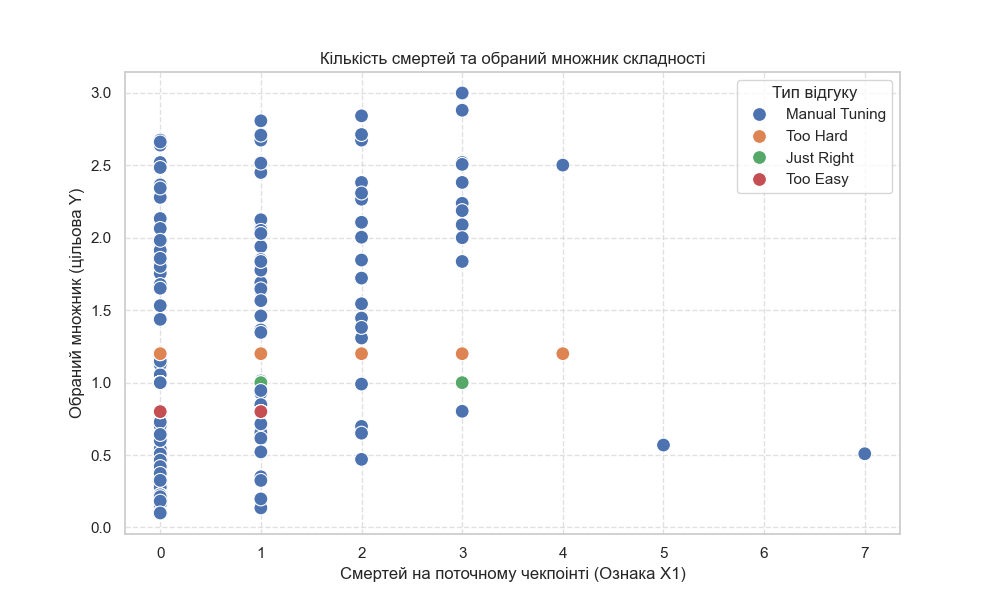 Кількість смертей та обраний множник складності
Тип відгуку
Manual Tuning
Too Hard
Just Right
Too Easy
Обраний множник (цільова Y)
3.0
2.5
2.0
1.5
1.0
0.5
0.0
0 1 2 3 4 5 6 7
Смертей на поточному чекпоінті (Ознака X1)